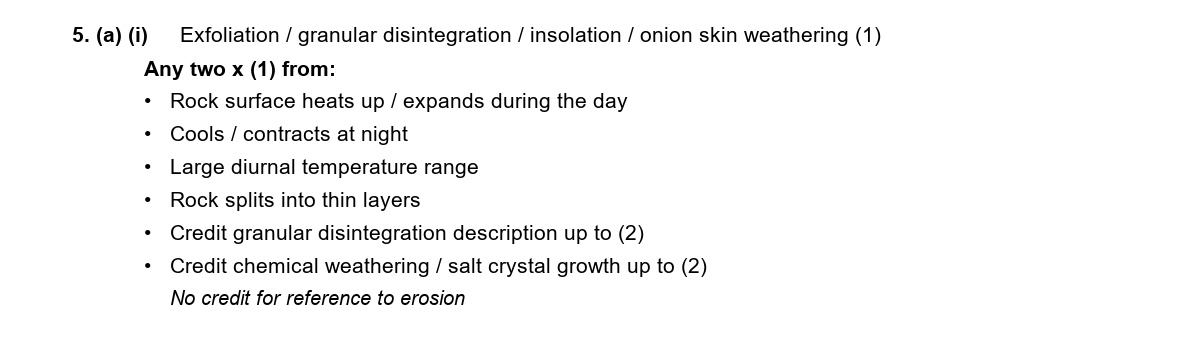 5. (a) (i) Exfoliation / granular disintegration / insolation / onion skin weathering (1)
Any two x (1) from:
• Rock surface heats up / expands during the day
• Cools / contracts at night
• Large diurnal temperature range
• Rock splits into thin layers
• Credit granular disintegration description up to (2)
• Credit chemical weathering / salt crystal growth up to (2)
No credit for reference to erosion